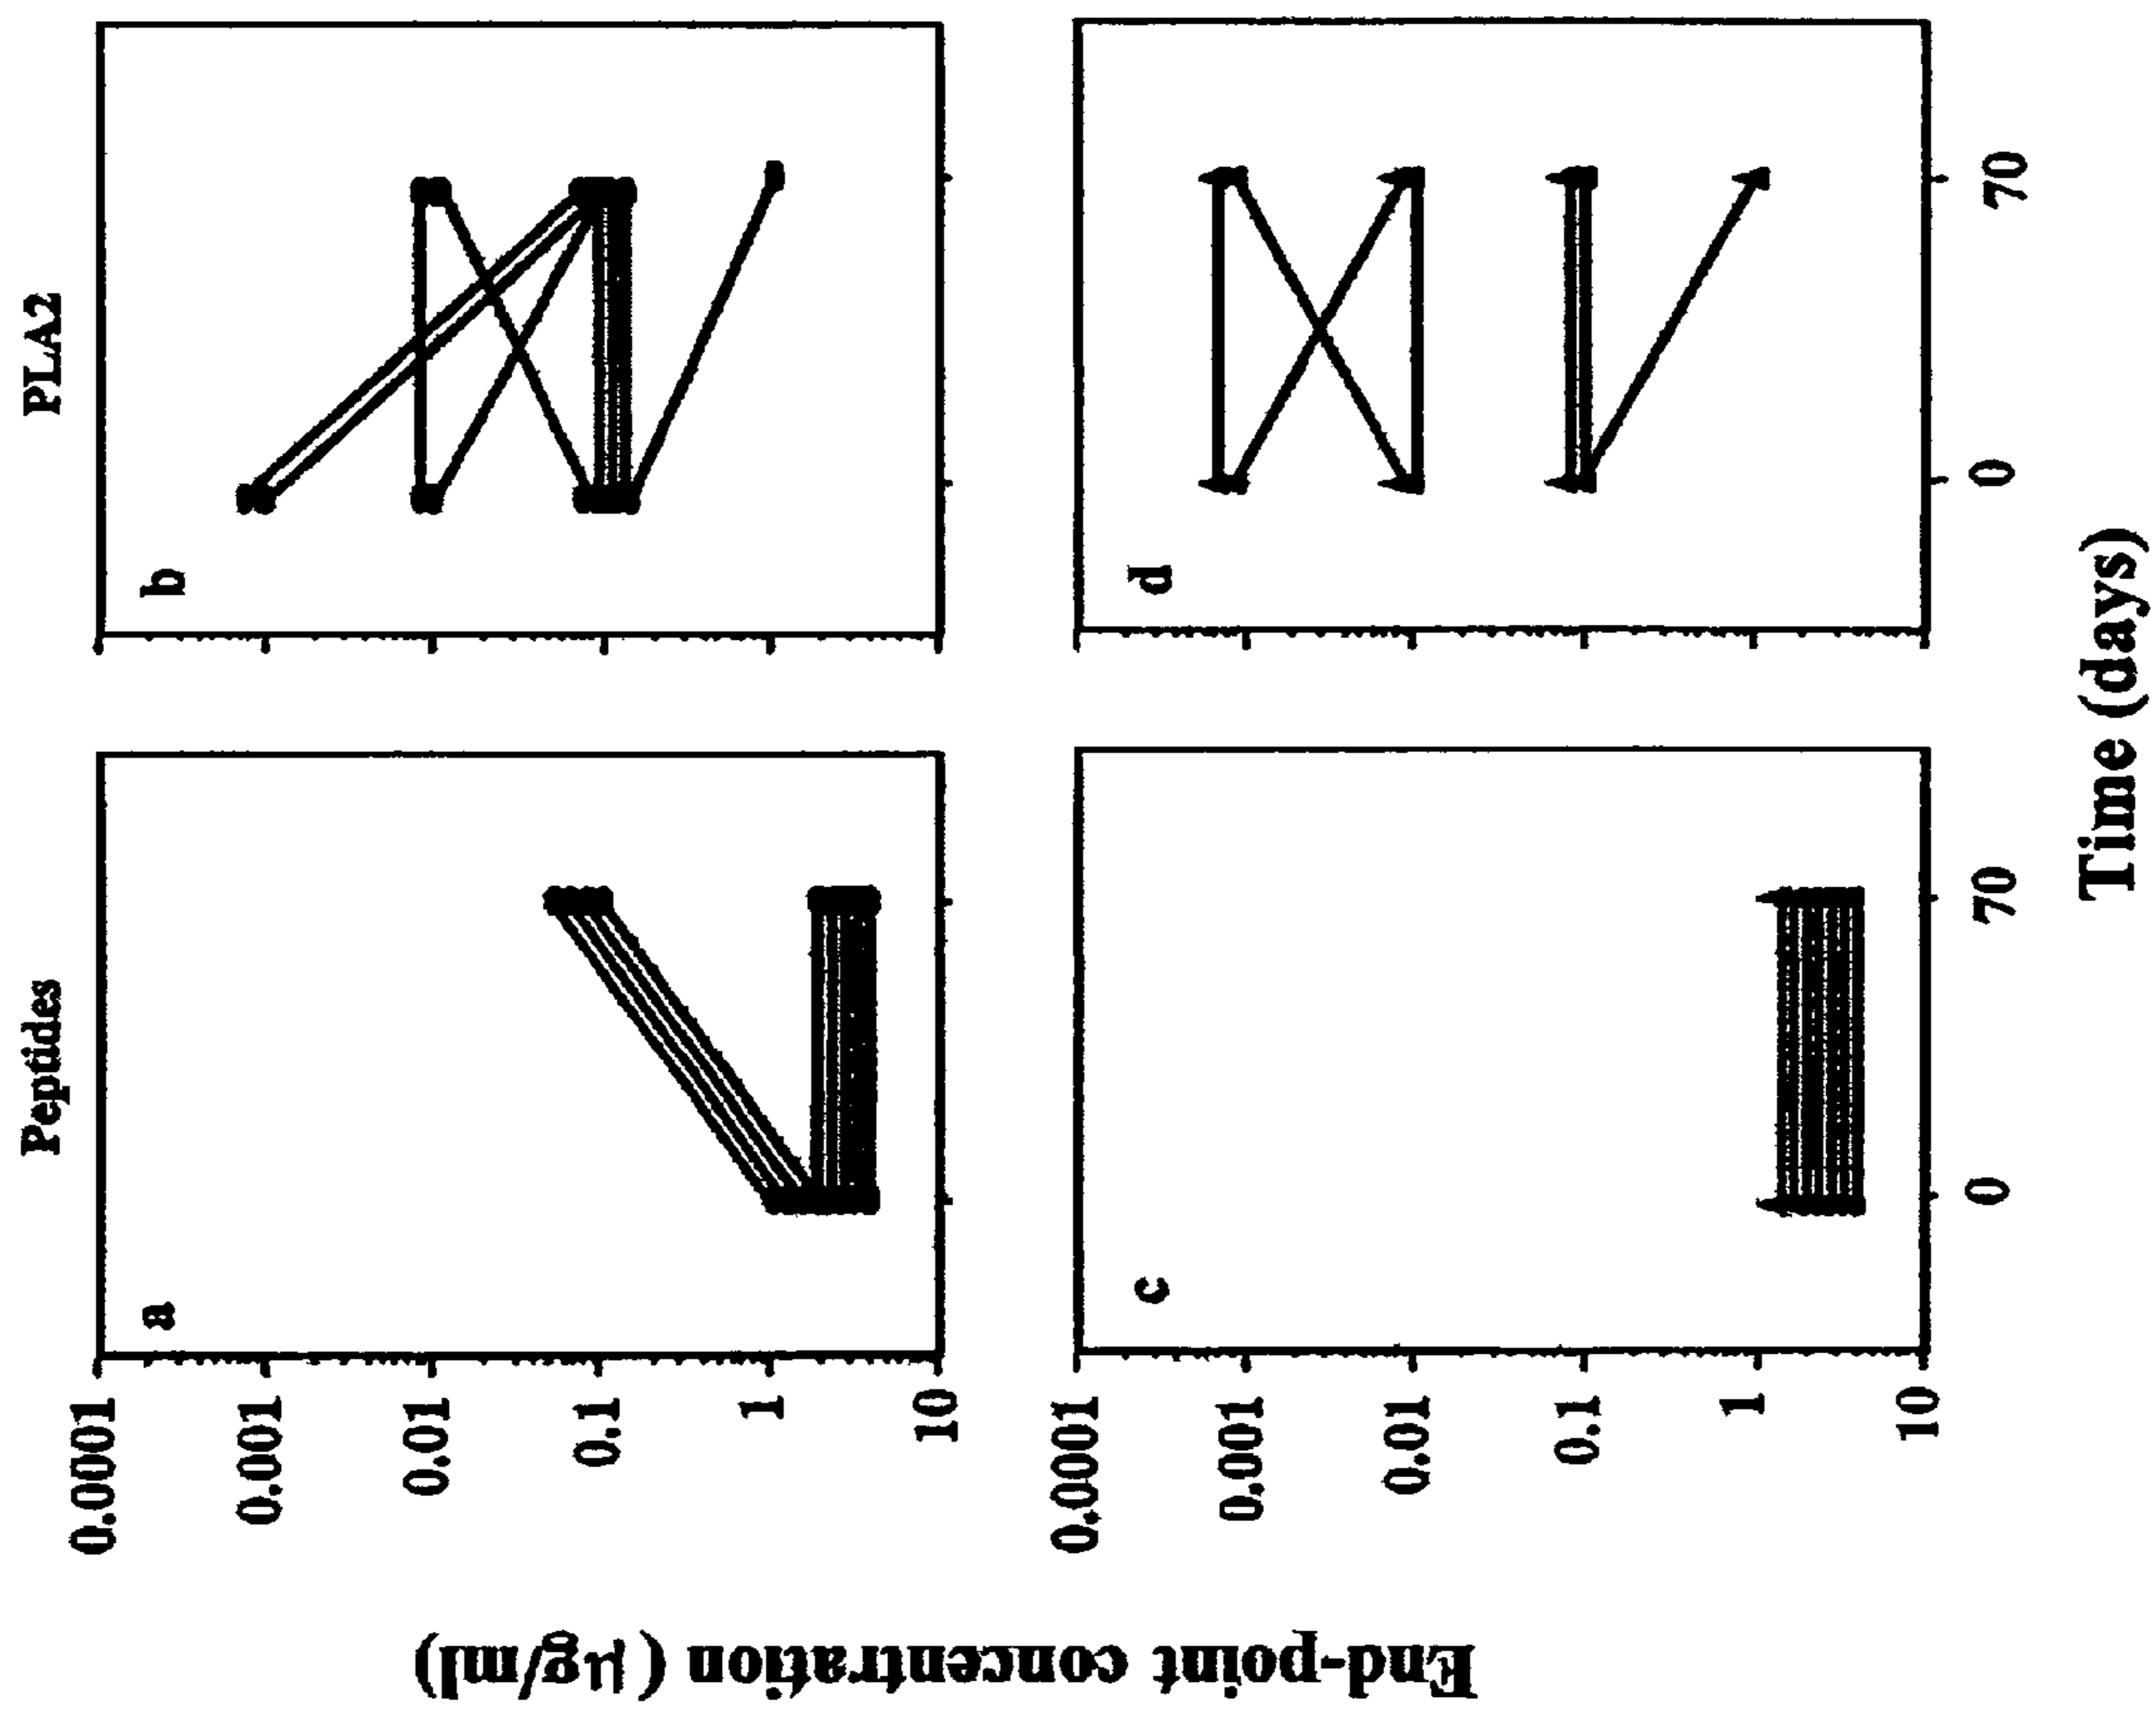 Peptides
PLA2
0.0001
0.001
0.01
0.1
1
10
a
b
0.0001
0.001
0.01
0.1
1
10
c
d
0
70
0
70
Time (days)
End-point concentration (µg/ml)